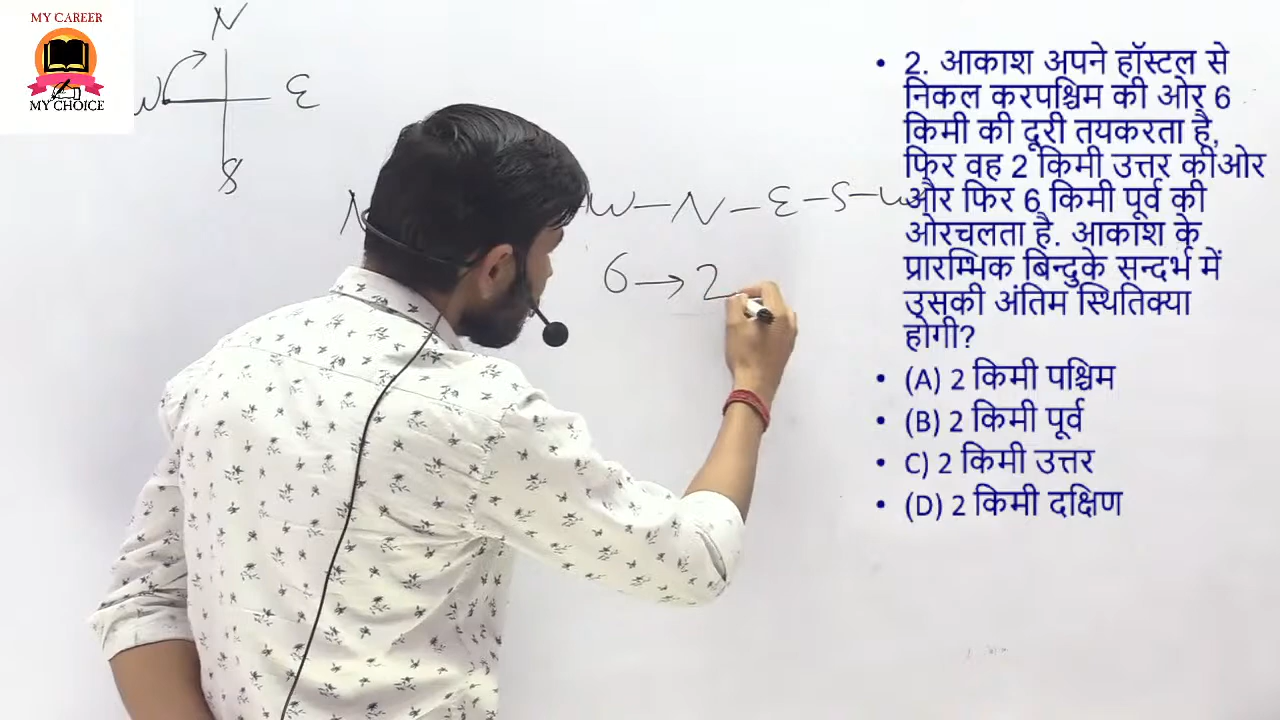 MY CAREER
MY CHOICE
N
W
E
S
N
W - N - E - S - W
6 → 2
• 2. आकाश अपने हॉस्टल से
निकल करपश्चिम की ओर 6
किमी की दूरी तयकरता है,
फिर वह 2 किमी उत्तर कीओर
और फिर 6 किमी पूर्व की
ओरचलता है. आकाश के
प्रारम्भिक बिन्दुके सन्दर्भ में
उसकी अंतिम स्थितिक्या
होगी?
• (A) 2 किमी पश्चिम
• (B) 2 किमी पूर्व
• C) 2 किमी उत्तर
• (D) 2 किमी दक्षिण